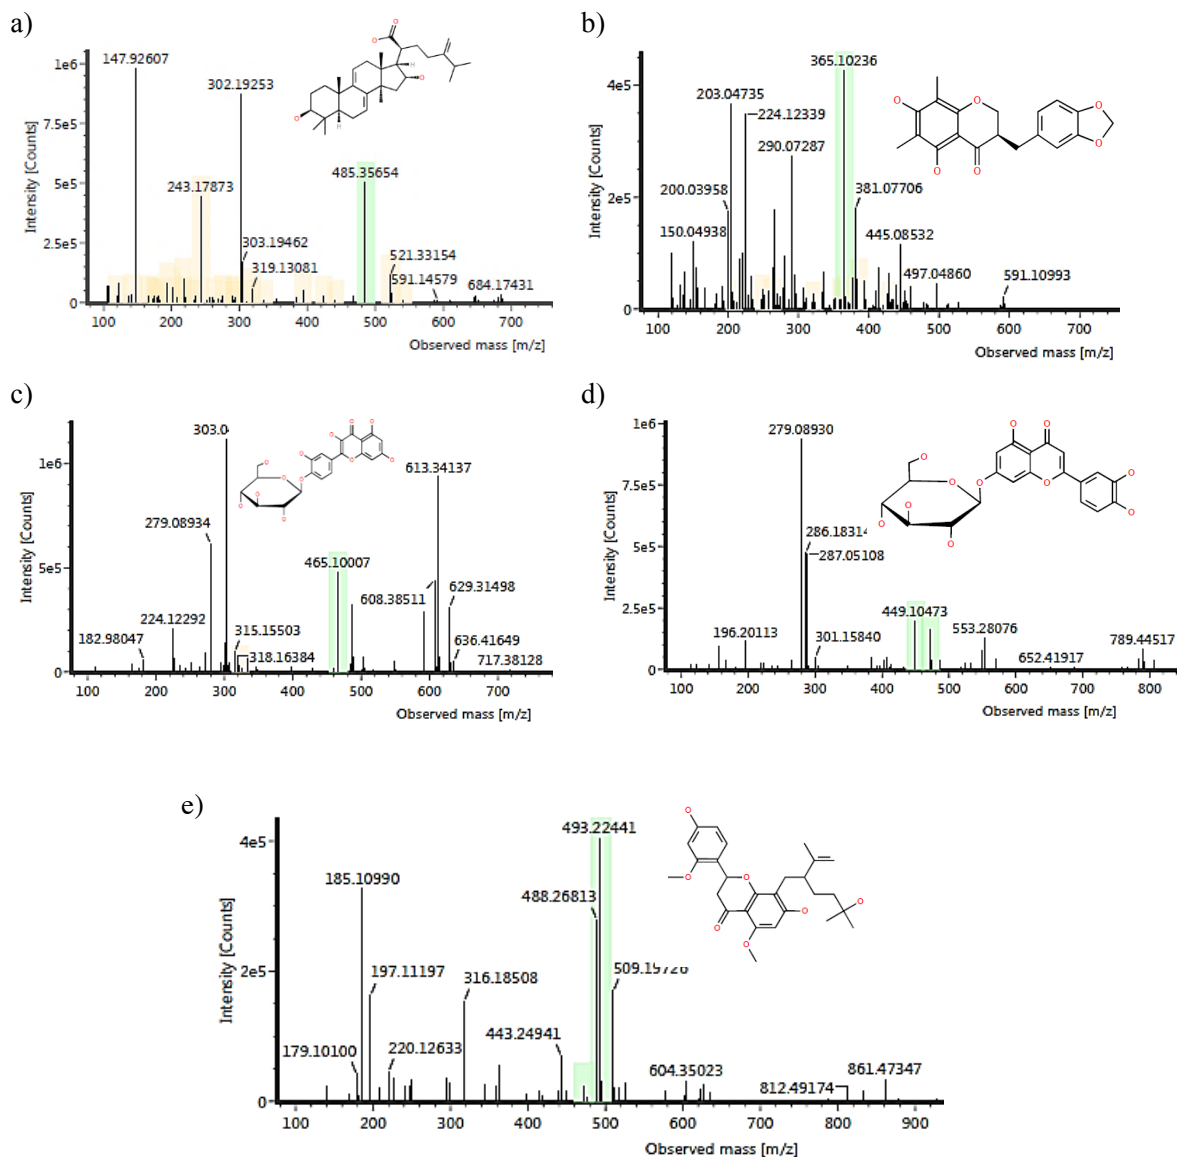 a)
147.92607
302.19253
243.17873
485.35654
303.19462
319.13081
521.33154
591.14579
684.17431
1e6
7.5e5
5e5
2.5e5
0
Intensity [Counts]
100 200 300 400 500 600 700
Observed mass [m/z]
b)
365.10236
203.04735
224.12339
290.07287
200.03958
381.07706
150.04938
445.08532
497.04860
591.10993
4e5
2e5
0
Intensity [Counts]
100 200 300 400 500 600 700
Observed mass [m/z]
c)
303.0
613.34137
279.08934
465.10007
224.12292
608.38511
629.31498
182.98047
315.15503
318.16384
636.41649
717.38128
1e6
5e5
0
Intensity [Counts]
100 200 300 400 500 600 700
Observed mass [m/z]
d)
279.08930
286.1831
287.05108
449.10473
196.20113
301.15840
553.28076
652.41917
789.44517
1e6
7.5e5
5e5
2.5e5
0
Intensity [Counts]
100 200 300 400 500 600 700 800
Observed mass [m/z]
e)
493.22441
185.10990
488.26813
197.11197
316.18508
509.19726
179.10100
220.12633
443.24941
604.35023
812.49174
861.47347
4e5
2e5
0
Intensity [Counts]
100 200 300 400 500 600 700 800 900
Observed mass [m/z]